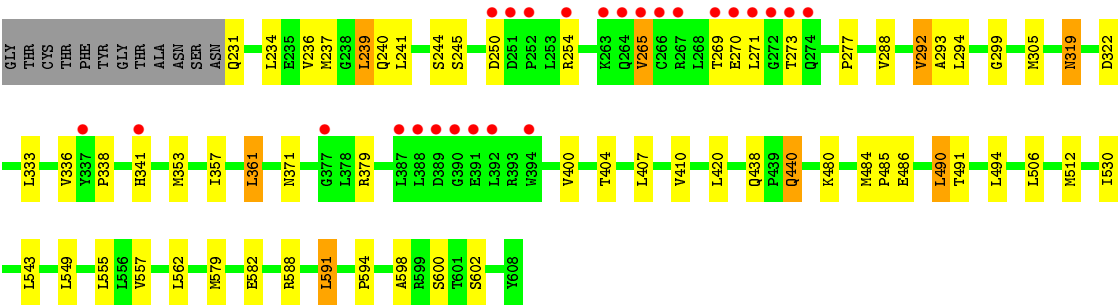 GLY THR CYS THR PHE TYR GLY THR ALA ASN SER ASN Q231 L234 E235 V236 M237 G238 L239 Q240 L241 S244 S245 D250 D251 P252 L253 R254 K263 Q264 V265 C266 R267 L268 T269 E270 L271 G272 T273 Q274 P277 V288 V292 A293 L294 G299 M305 N319 D322
L333 V336 Y337 P338 H341 M353 I357 L361 N371 G377 L378 R379 L387 L388 D389 G390 E391 L392 R393 W394 V400 T404 L407 V410 L420 Q438 P439 Q440 K480 M484 P485 E486 L490 T491 L494 L506 M512 I530
L543 L549 L555 L556 V557 L562 M579 E582 R588 L591 P594 A598 R599 S600 T601 S602 Y608